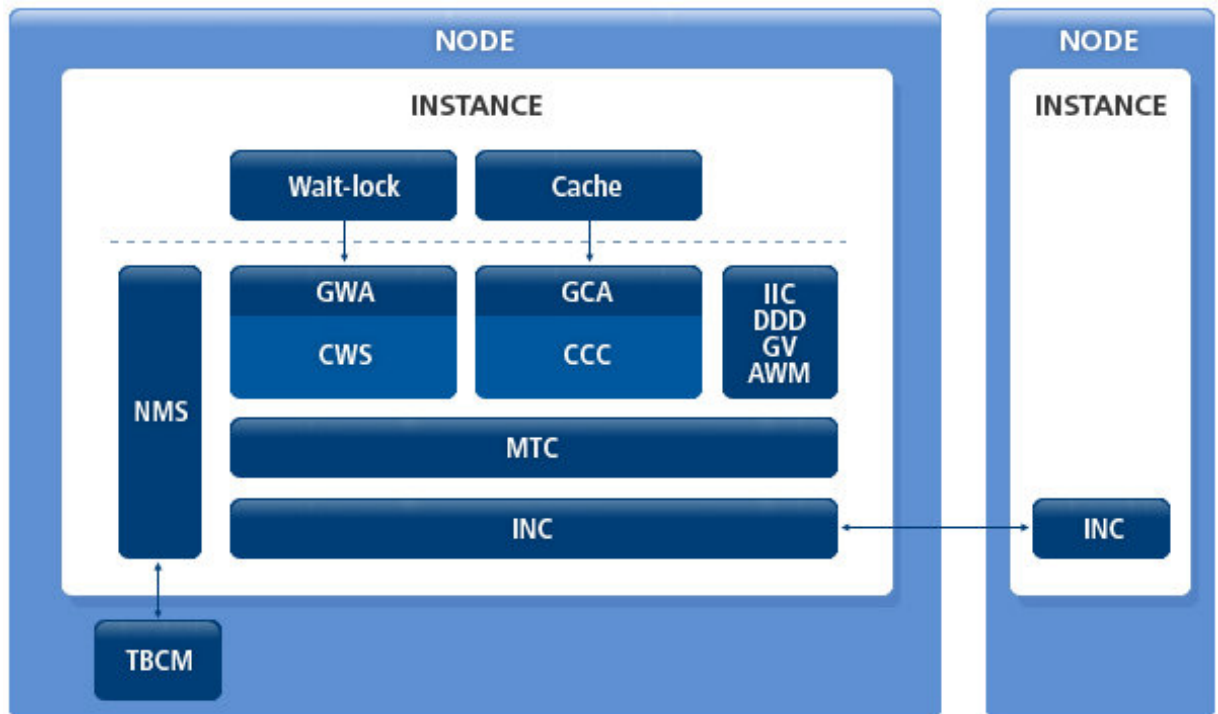 NODE
INSTANCE
Wait-lock
Cache
NMS
GWA
CWS
GCA
CCC
IIC
DDD
GV
AWM
MTC
INC
TBCM
NODE
INSTANCE
INC